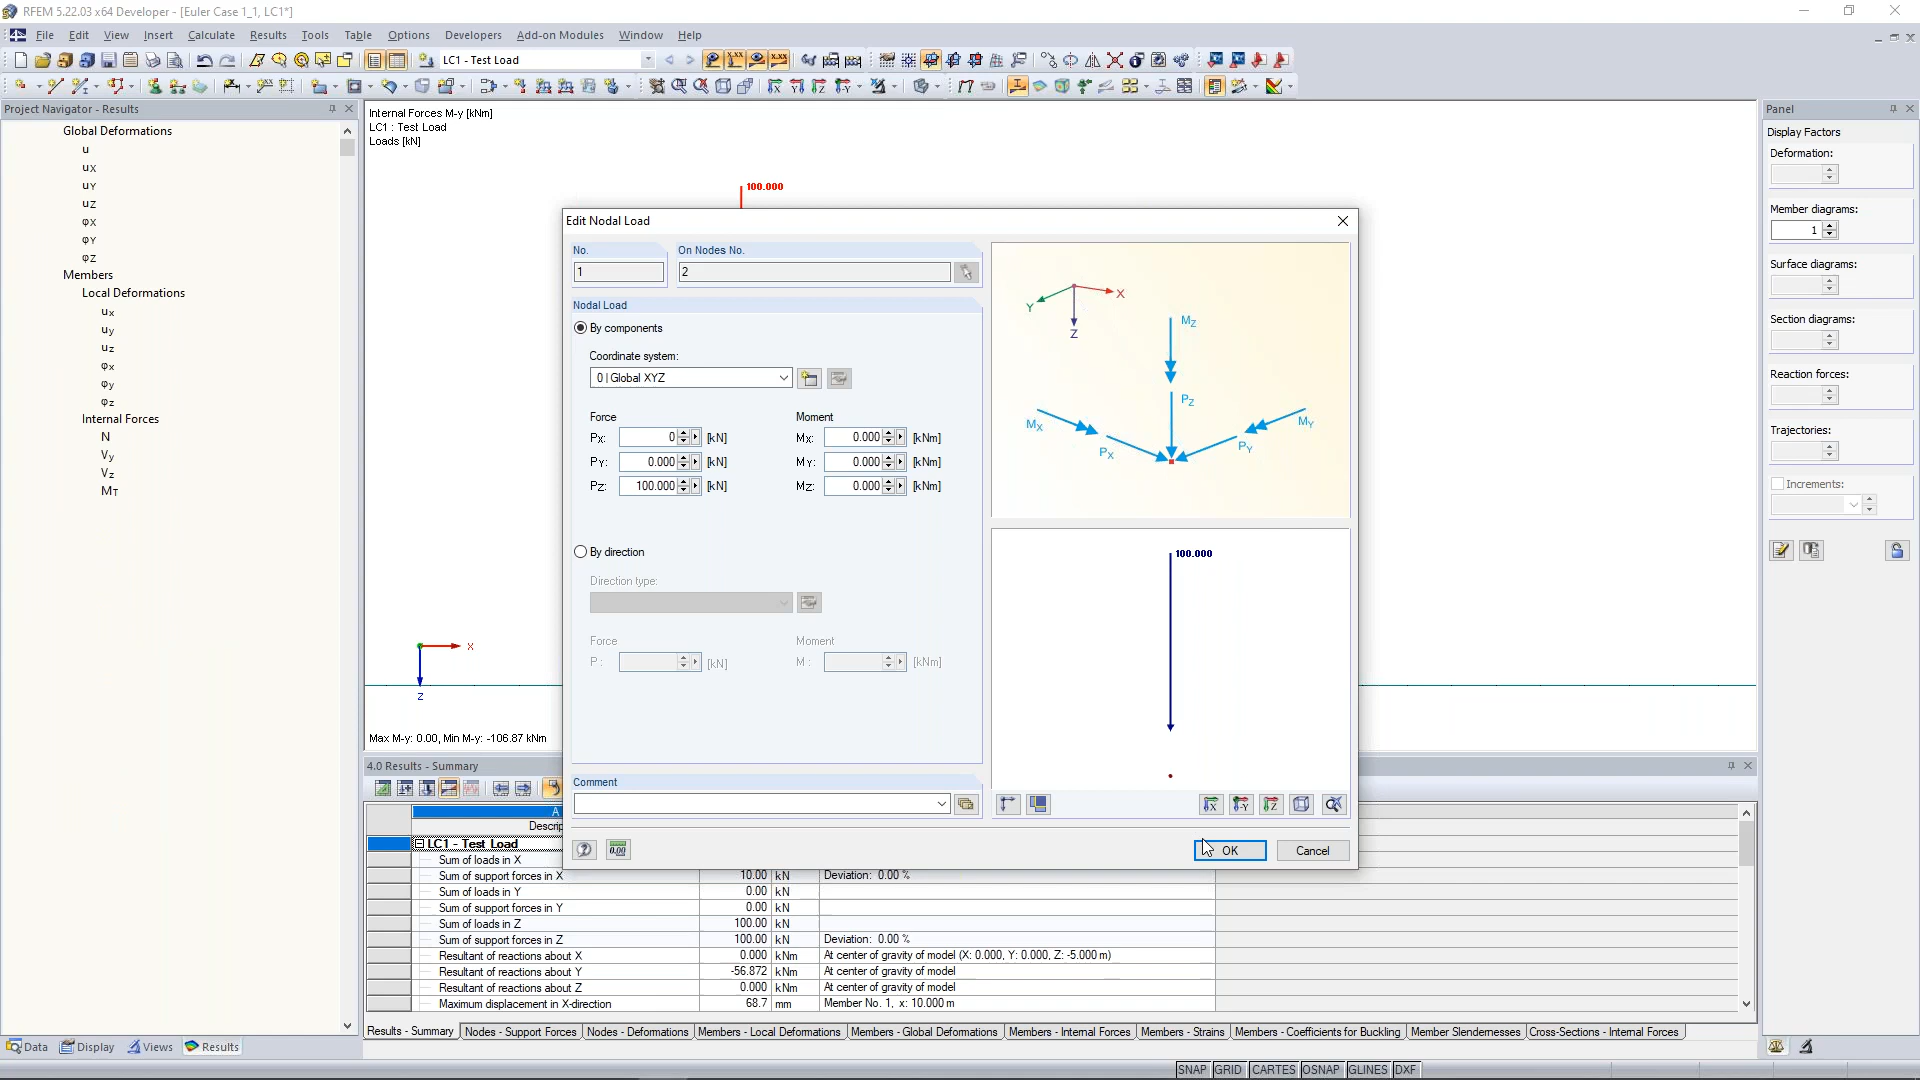 RFEM 5.22.03 x64 Developer - [Euler Case 1_1, LC1*]
File Edit View Insert Calculate Results Tools Table Options Developers Add-on Modules Window Help
LC1 - Test Load
Project Navigator - Results
Global Deformations
u
uX
uY
uZ
φX
φY
φZ
Members
Local Deformations
ux
uy
uz
φx
φy
φz
Internal Forces
N
Vy
Vz
MT
Data Display Views Results
Internal Forces M-y [kNm]
LC1 : Test Load
Loads [kN]
100.000
X
Z
Max M-y: 0.00, Min M-y: -106.87 kNm
Edit Nodal Load
No. On Nodes No.
1 2
Nodal Load
By components
Coordinate system:
0 | Global XYZ
Force Moment
PX: 0 [kN] MX: 0.000 [kNm]
PY: 0.000 [kN] MY: 0.000 [kNm]
PZ: 100.000 [kN] MZ: 0.000 [kNm]
By direction
Direction type:
Force Moment
P : [kN] M : [kNm]
Comment
X
Y
Z
MZ
PZ
MX
MY
PX
PY
100.000
OK Cancel
4.0 Results - Summary
A
Descrip
LC1 - Test Load
Sum of loads in X
Sum of support forces in X 10.00 kN Deviation: 0.00 %
Sum of loads in Y 0.00 kN
Sum of support forces in Y 0.00 kN
Sum of loads in Z 100.00 kN
Sum of support forces in Z 100.00 kN Deviation: 0.00 %
Resultant of reactions about X 0.000 kNm At center of gravity of model (X: 0.000, Y: 0.000, Z: -5.000 m)
Resultant of reactions about Y -56.872 kNm At center of gravity of model
Resultant of reactions about Z 0.000 kNm At center of gravity of model
Maximum displacement in X-direction 68.7 mm Member No. 1, x: 10.000 m
Results - Summary Nodes - Support Forces Nodes - Deformations Members - Local Deformations Members - Global Deformations Members - Internal Forces Members - Strains Members - Coefficients for Buckling Member Slendernesses Cross-Sections - Internal Forces
Panel
Display Factors
Deformation:
Member diagrams:
1
Surface diagrams:
Section diagrams:
Reaction forces:
Trajectories:
Increments:
SNAP GRID CARTES OSNAP GLINES DXF